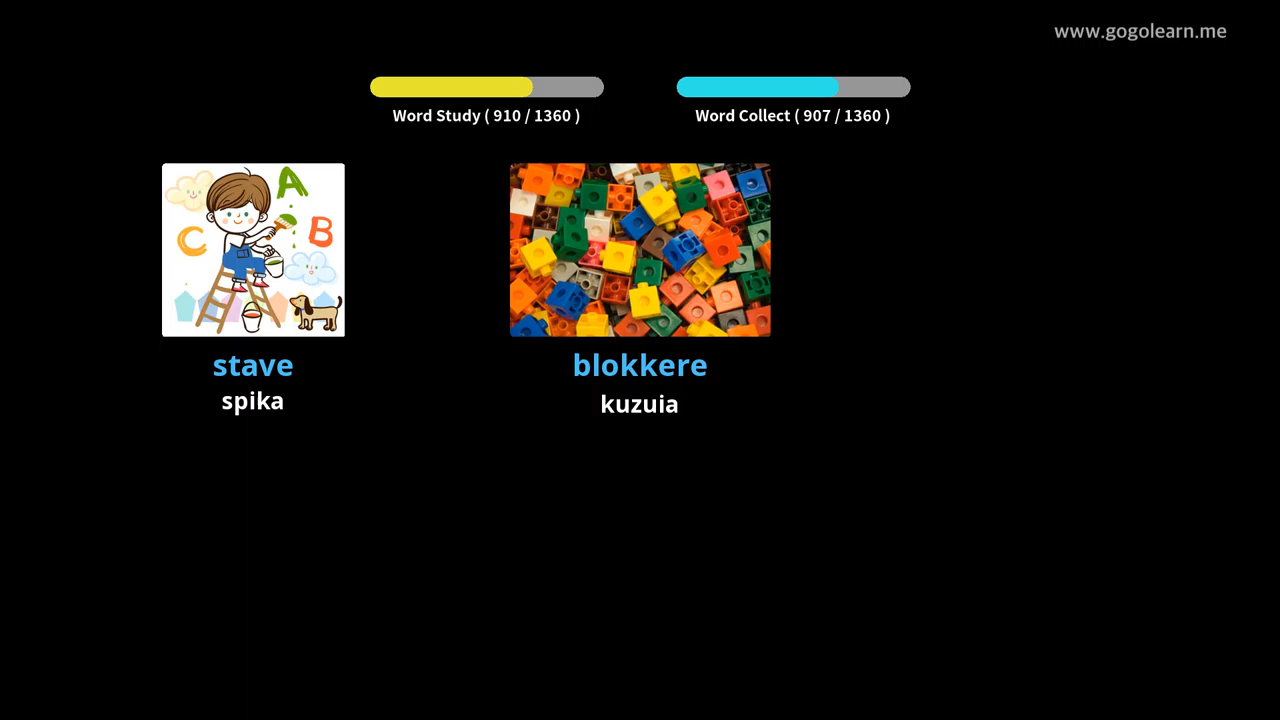 www.gogolearn.me
Word Study ( 910 / 1360 )
Word Collect ( 907 / 1360 )
A
B
C
stave
spika
blokkere
kuzuia